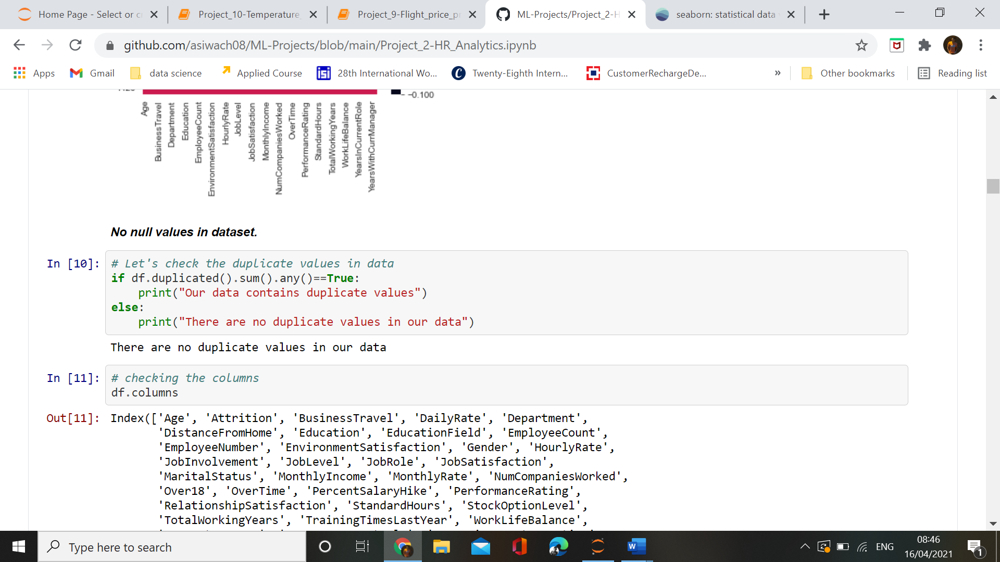 Home Page - Select or c
Project_10-Temperature_
Project_9-Flight_price_p
ML-Projects/Project_2-H
seaborn: statistical data
github.com/asiwach08/ML-Projects/blob/main/Project_2-HR_Analytics.ipynb
Apps
Gmail
data science
Applied Course
28th International Wo...
Twenty-Eighth Intern...
CustomerRechargeDe...
»
Other bookmarks
Reading list
-0.100
Age
BusinessTravel
Department
Education
EmployeeCount
EnvironmentSatisfaction
HourlyRate
JobLevel
JobSatisfaction
MonthlyIncome
NumCompaniesWorked
OverTime
PerformanceRating
StandardHours
TotalWorkingYears
WorkLifeBalance
YearsInCurrentRole
YearsWithCurrManager
No null values in dataset.
In [10]:
# Let's check the duplicate values in data
if df.duplicated().sum().any()==True:
    print("Our data contains duplicate values")
else:
    print("There are no duplicate values in our data")
There are no duplicate values in our data
In [11]:
# checking the columns
df.columns
Out[11]:
Index(['Age', 'Attrition', 'BusinessTravel', 'DailyRate', 'Department',
'DistanceFromHome', 'Education', 'EducationField', 'EmployeeCount',
'EmployeeNumber', 'EnvironmentSatisfaction', 'Gender', 'HourlyRate',
'JobInvolvement', 'JobLevel', 'JobRole', 'JobSatisfaction',
'MaritalStatus', 'MonthlyIncome', 'MonthlyRate', 'NumCompaniesWorked',
'Over18', 'OverTime', 'PercentSalaryHike', 'PerformanceRating',
'RelationshipSatisfaction', 'StandardHours', 'StockOptionLevel',
'TotalWorkingYears', 'TrainingTimesLastYear', 'WorkLifeBalance',
Type here to search
ENG
08:46
16/04/2021
1